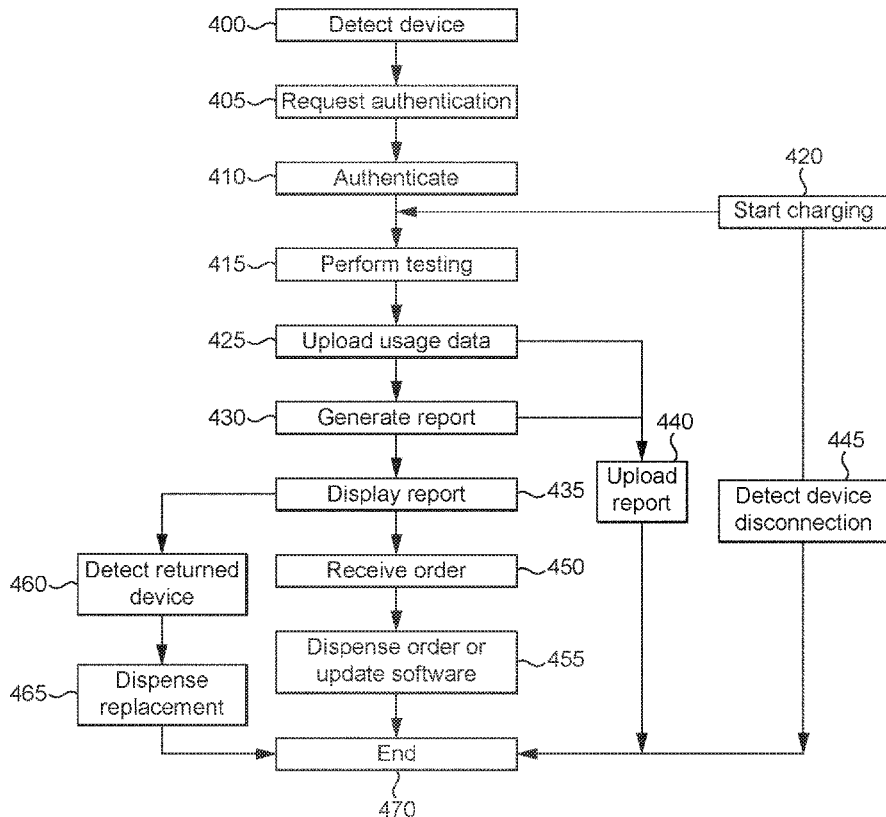 400 Detect device
405 Request authentication
410 Authenticate
420
Start charging
415 Perform testing
425 Upload usage data
430 Generate report
440
Upload
report
445
Detect device
disconnection
Display report 435
460 Detect returned
device
Receive order 450
465 Dispense
replacement
Dispense order or
update software 455
End
470